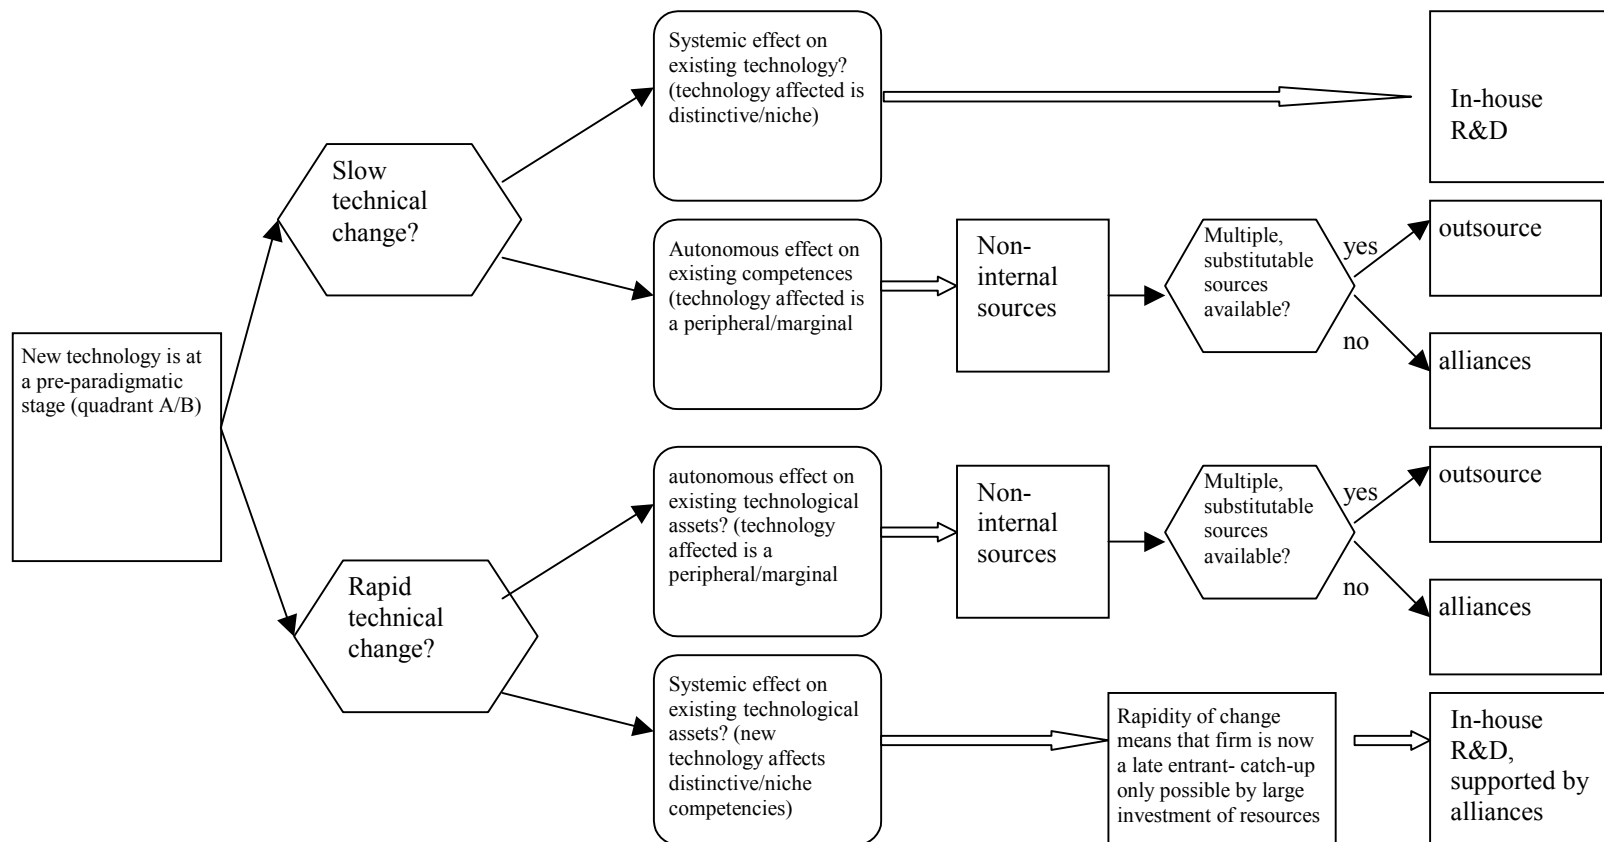 New technology is at
a pre-paradigmatic
stage (quadrant A/B)
Slow
technical
change?
Rapid
technical
change?
Systemic effect on
existing technology?
(technology affected is
distinctive/niche)
In-house
R&D
Autonomous effect on
existing competences
(technology affected is
a peripheral/marginal
Non-
internal
sources
Multiple,
substitutable
sources
available?
yes
no
outsource
alliances
autonomous effect on
existing technological
assets? (technology
affected is a
peripheral/marginal
Non-
internal
sources
Multiple,
substitutable
sources
available?
yes
no
outsource
alliances
Systemic effect on
existing technological
assets? (new
technology affects
distinctive/niche
competencies)
Rapidity of change
means that firm is now
a late entrant- catch-up
only possible by large
investment of resources
In-house
R&D,
supported by
alliances